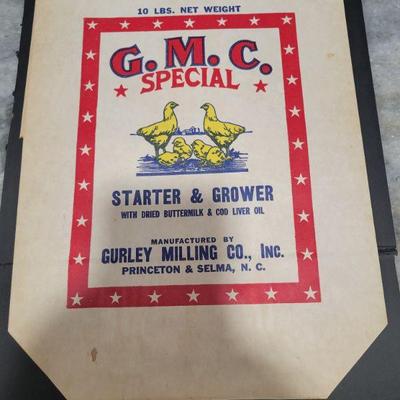 10 LBS. NET WEIGHT
G.M.C.
SPECIAL
STARTER & GROWER
WITH DRIED BUTTERMILK & COD LIVER OIL
MANUFACTURED BY
GURLEY MILLING CO., INC.
PRINCETON & SELMA, N. C.